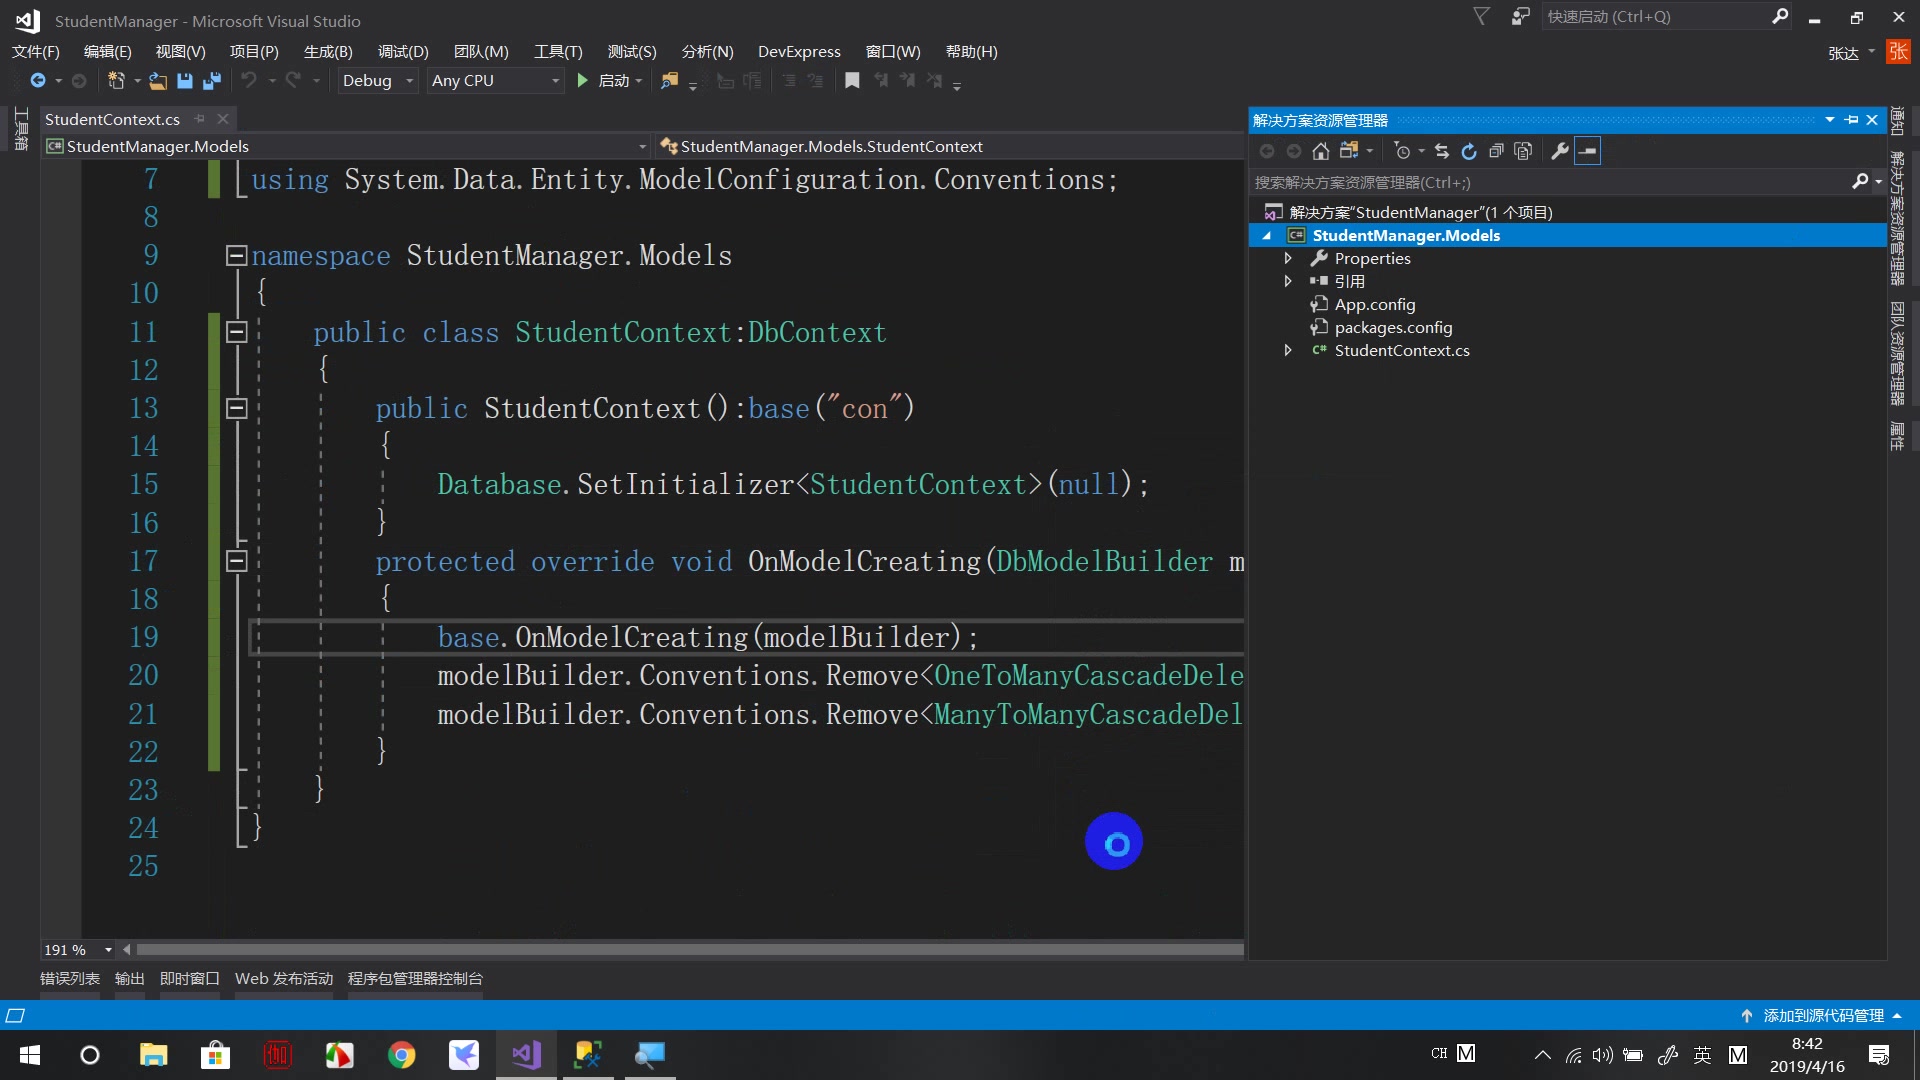 StudentManager - Microsoft Visual Studio
快速启动 (Ctrl+Q)
文件(F) 编辑(E) 视图(V) 项目(P) 生成(B) 调试(D) 团队(M) 工具(T) 测试(S) 分析(N) DevExpress 窗口(W) 帮助(H)
张达 张
Debug Any CPU 启动
工具箱
StudentContext.cs
StudentManager.Models StudentManager.Models.StudentContext
7 using System.Data.Entity.ModelConfiguration.Conventions;
8
9 namespace StudentManager.Models
10 {
11 public class StudentContext:DbContext
12 {
13 public StudentContext():base("con")
14 {
15 Database.SetInitializer<StudentContext>(null);
16 }
17 protected override void OnModelCreating(DbModelBuilder m
18 {
19 base.OnModelCreating(modelBuilder);
20 modelBuilder.Conventions.Remove<OneToManyCascadeDele
21 modelBuilder.Conventions.Remove<ManyToManyCascadeDel
22 }
23 }
24 }
25
191 %
解决方案资源管理器
搜索解决方案资源管理器(Ctrl+;)
解决方案"StudentManager"(1 个项目)
C# StudentManager.Models
Properties
引用
App.config
packages.config
C# StudentContext.cs
通知
解决方案资源管理器
团队资源管理器
属性
错误列表 输出 即时窗口 Web 发布活动 程序包管理器控制台
添加到源代码管理
CH M
英 M
8:42
2019/4/16